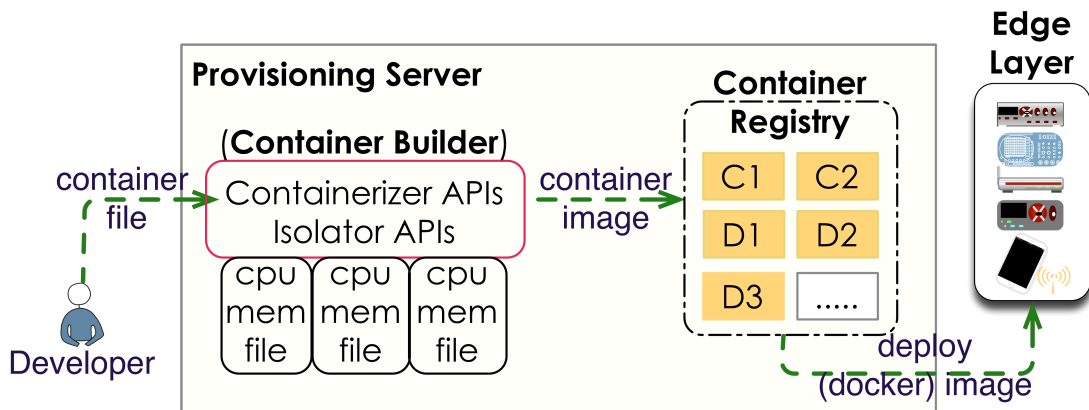 Edge
Layer
Provisioning Server
Container
Registry
(Container Builder)
container
file
Containerizer APIs
Isolator APIs
container
image
C1 C2
D1 D2
D3 .....
cpu cpu cpu
mem mem mem
file file file
Developer
deploy
(docker) image